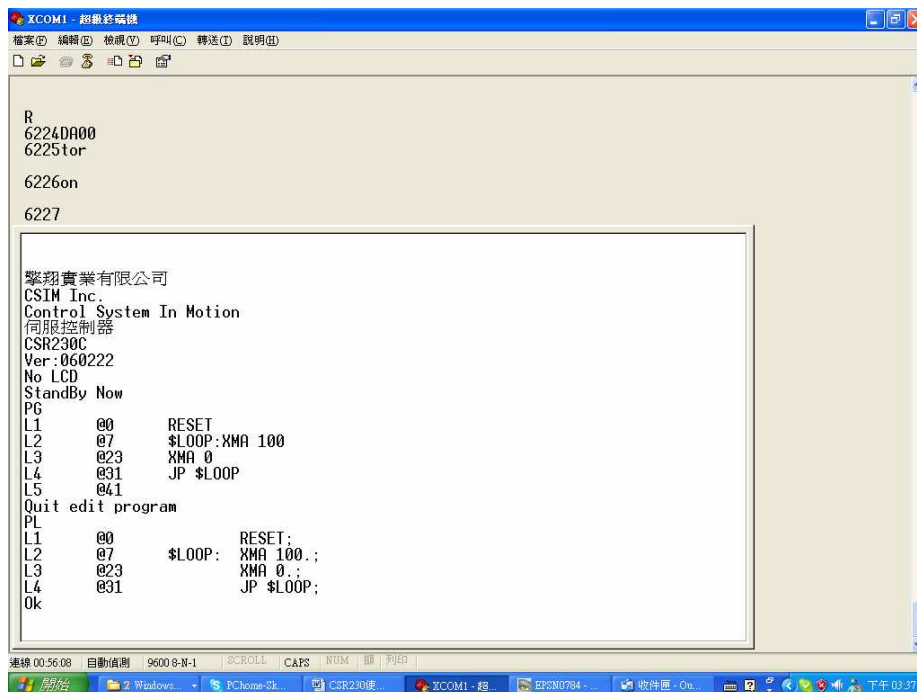 XCOM1 - 超級終端機
檔案(F) 編輯(E) 檢視(V) 呼叫(C) 轉送(T) 說明(H)
R
6224DA00
6225tor
6226on
6227
擎翔實業有限公司
CSIM Inc.
Control System In Motion
伺服控制器
CSR230C
Ver:060222
No LCD
StandBy Now
PG
L1 @0 RESET
L2 @7 $LOOP:XMA 100
L3 @23 XMA 0
L4 @31 JP $LOOP
L5 @41
Quit edit program
PL
L1 @0 RESET;
L2 @7 $LOOP: XMA 100.;
L3 @23 XMA 0.;
L4 @31 JP $LOOP;
Ok
連線 00:56:08 自動偵測 9600 8-N-1 SCROLL CAPS NUM 擷 列印
開始 2 Windows... PChome-Sk... CSR230使... XCOM1 - 超... EPSN0784 - ... 收件匣 - Ou... 下午 03:37